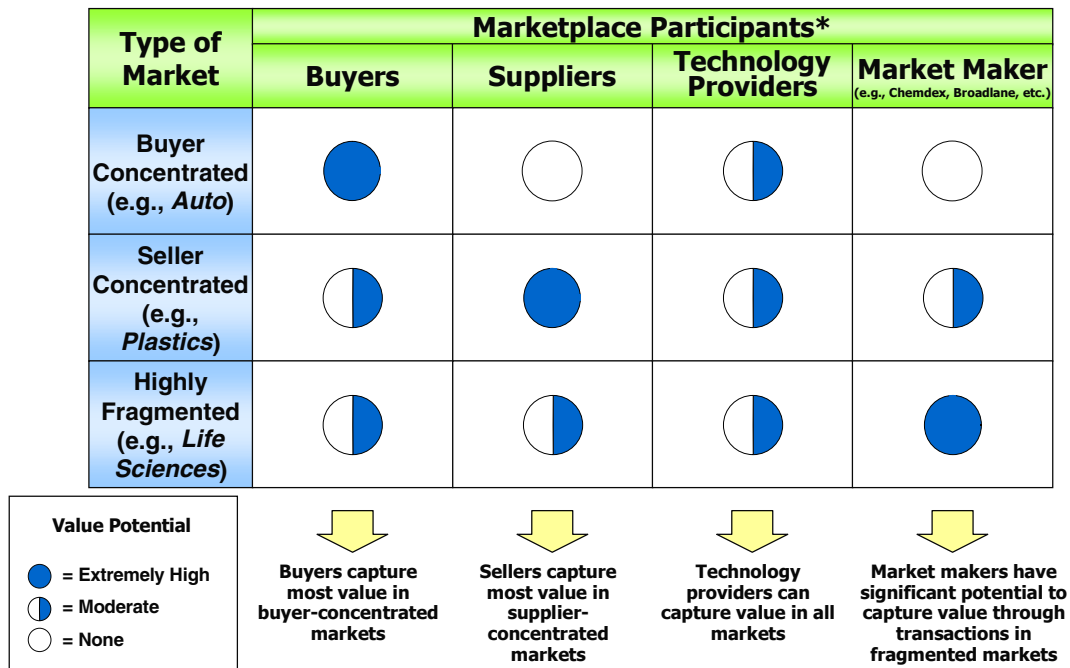 Type of
Market
Marketplace Participants*
Buyers
Suppliers
Technology
Providers
Market Maker
(e.g., Chemdex, Broadlane, etc.)
Buyer
Concentrated
(e.g., Auto)
Seller
Concentrated
(e.g.,
Plastics)
Highly
Fragmented
(e.g., Life
Sciences)
Value Potential
= Extremely High
= Moderate
= None
Buyers capture
most value in
buyer-concentrated
markets
Sellers capture
most value in
supplier-
concentrated
markets
Technology
providers can
capture value in all
markets
Market makers have
significant potential to
capture value through
transactions in
fragmented markets